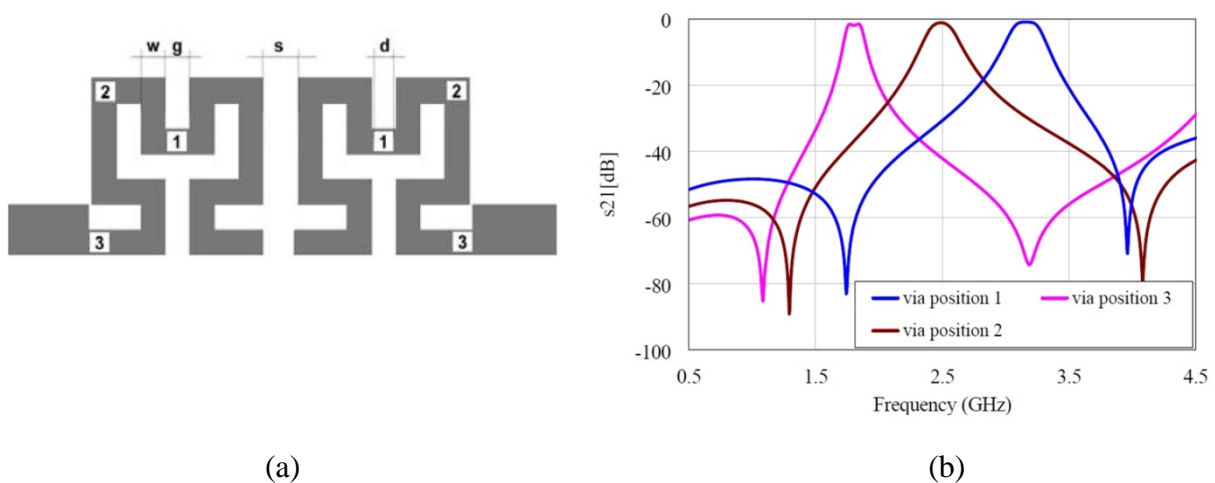 w g s d
2 2
1 1
3 3
0
-20
-40
-60
-80
-100
s21[dB]
via position 1 via position 3
via position 2
0.5 1.5 2.5 3.5 4.5
Frequency (GHz)
(a) (b)